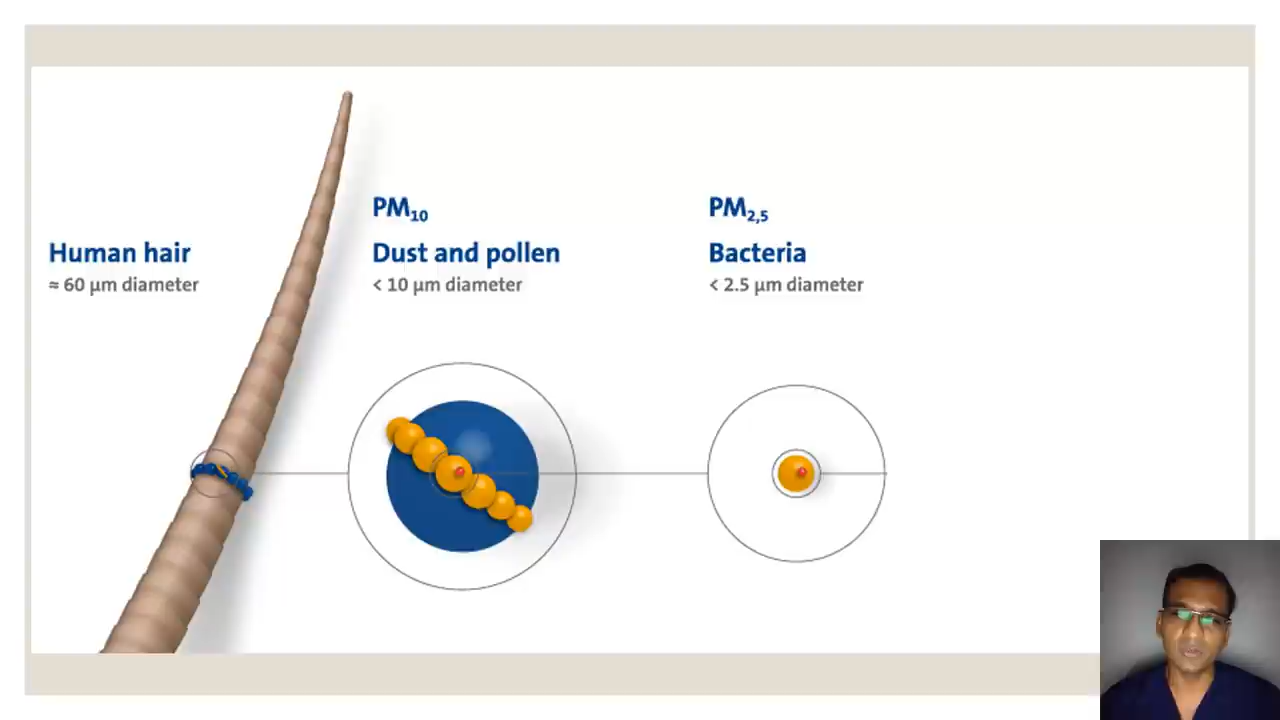 Human hair
≈ 60 µm diameter
PM10
Dust and pollen
< 10 µm diameter
PM2,5
Bacteria
< 2.5 µm diameter